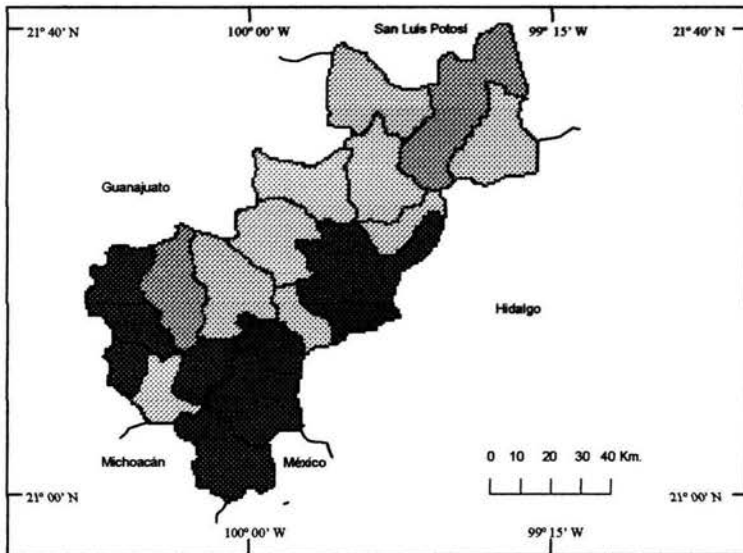 San Luis Potosí
21° 40' N 100° 00' W 99° 15' W 21° 40' N
Guanajuato
Hidalgo
Michoacán México
0 10 20 30 40 Km.
21° 00' N 21° 00' N
100° 00' W 99° 15' W